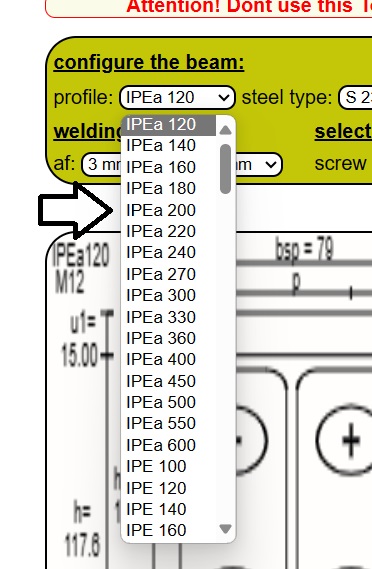 Attention! Dont use this
configure the beam:
profile: IPEa 120 steel type: S 2
welding select
af: 3 mm screw
IPEa 120
IPEa 140
IPEa 160
IPEa 180
IPEa 200
IPEa 220
IPEa 240
IPEa 270
IPEa 300
IPEa 330
IPEa 360
IPEa 400
IPEa 450
IPEa 500
IPEa 550
IPEa 600
IPE 100
IPE 120
IPE 140
IPE 160
IPEa120 bsp = 79
M12 p
u1=
15.00
h=
117.6